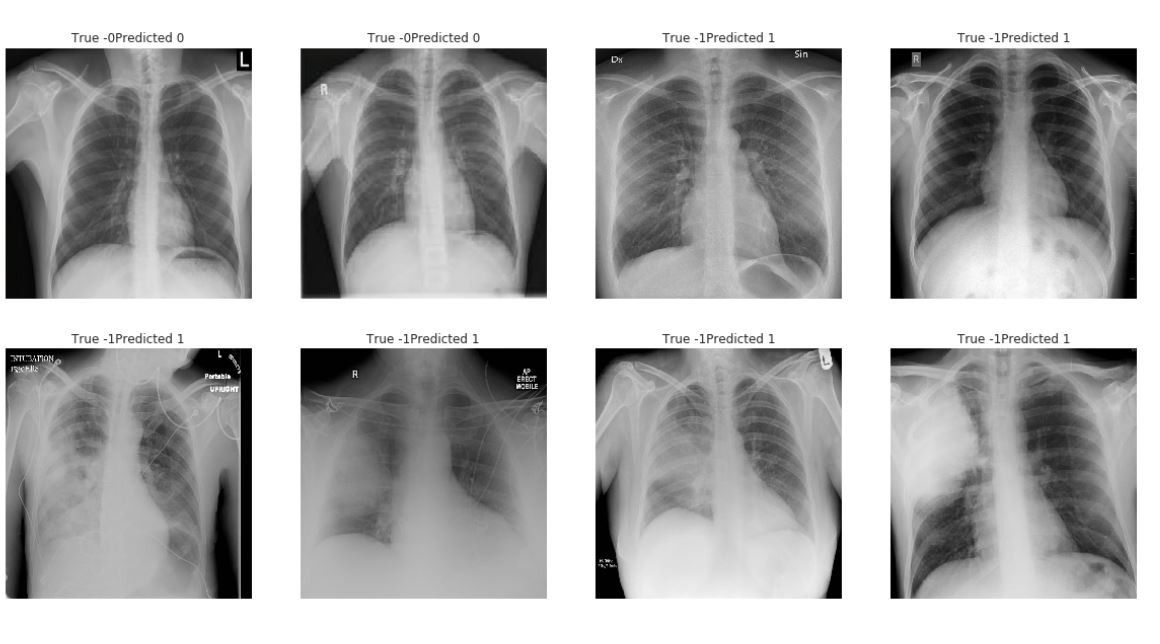 True -0Predicted 0
True -0Predicted 0
True -1Predicted 1
True -1Predicted 1
L
R
Dx
Sin
R
True -1Predicted 1
True -1Predicted 1
True -1Predicted 1
True -1Predicted 1
INTUBATION
L
Portable
UPRIGHT
R
AP
ERECT
MOBILE